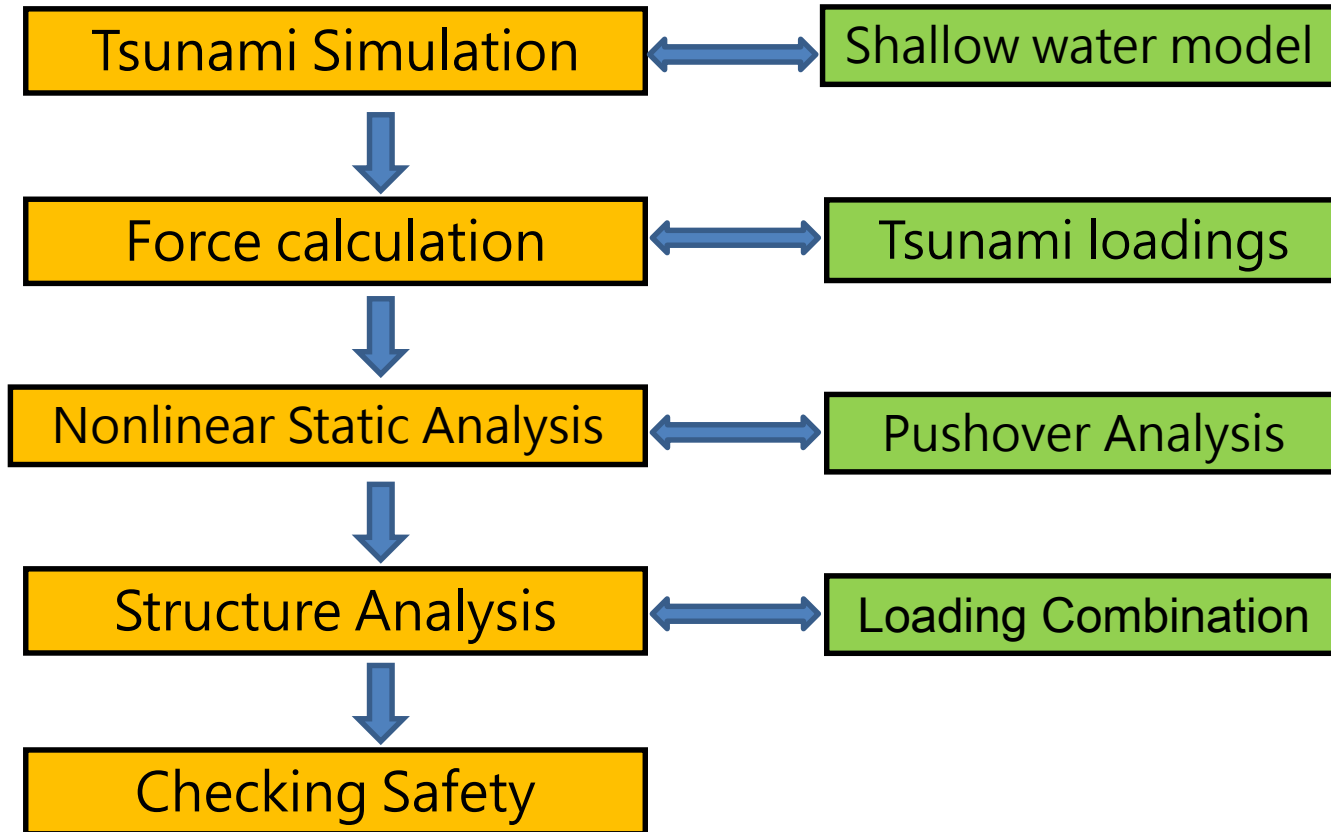 Tsunami Simulation
Shallow water model
Force calculation
Tsunami loadings
Nonlinear Static Analysis
Pushover Analysis
Structure Analysis
Loading Combination
Checking Safety